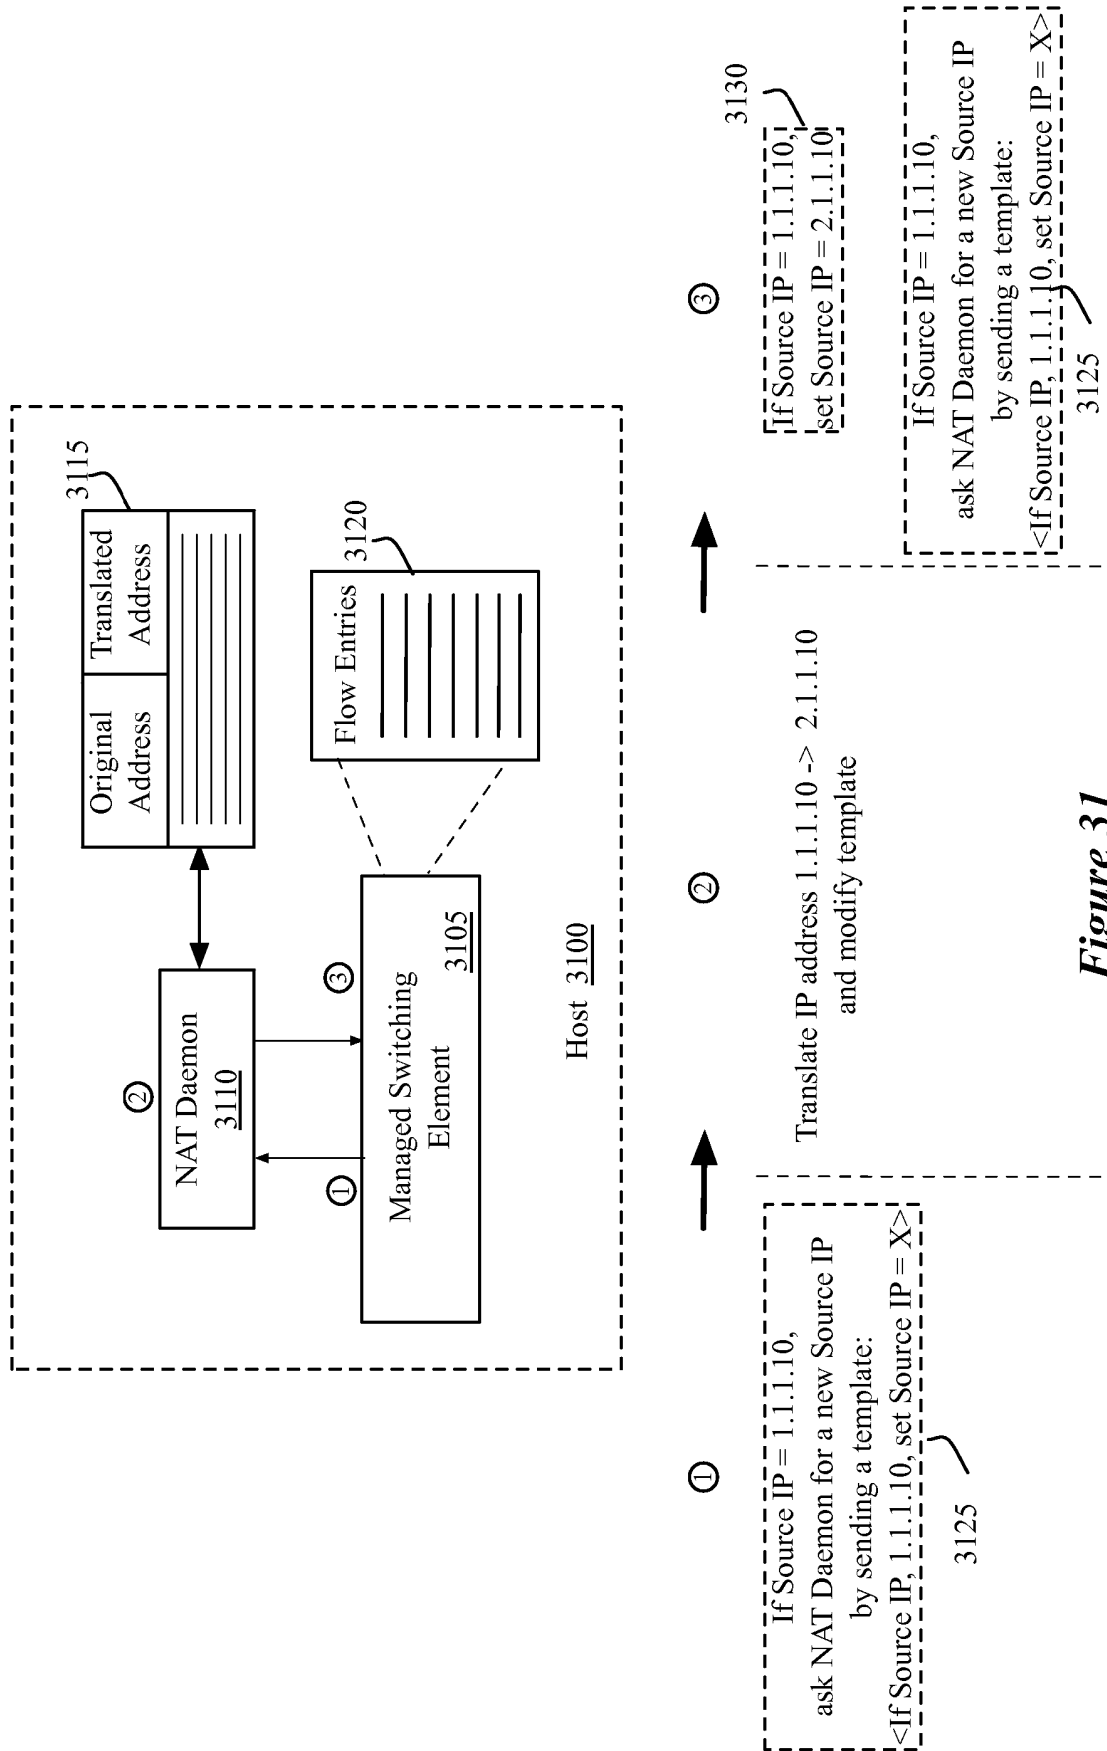 3115
Original
Address
Translated
Address
②
NAT Daemon
3110
3120
Flow Entries
①
③
Managed Switching
Element
3105
Host 3100
①
If Source IP = 1.1.1.10,
ask NAT Daemon for a new Source IP
by sending a template:
<If Source IP, 1.1.1.10, set Source IP = X>
3125
②
Translate IP address 1.1.1.10 -> 2.1.1.10
and modify template
③
3130
If Source IP = 1.1.1.10,
set Source IP = 2.1.1.10
If Source IP = 1.1.1.10,
ask NAT Daemon for a new Source IP
by sending a template:
<If Source IP, 1.1.1.10, set Source IP = X>
3125
Figure 31